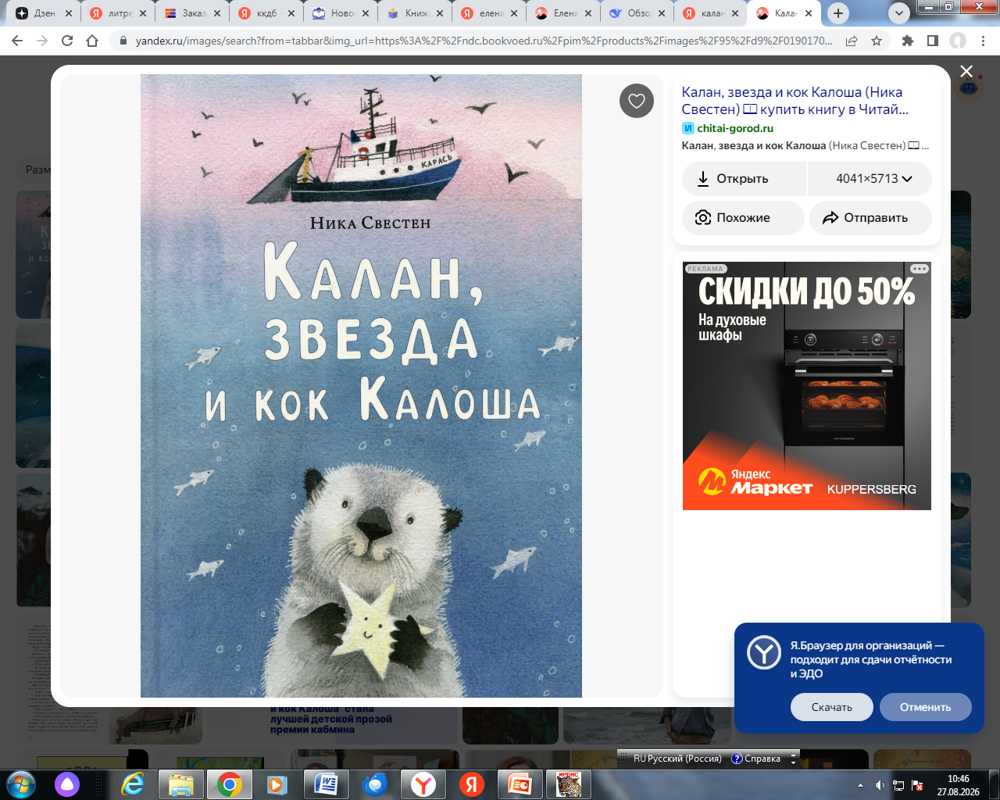 Дзен
литре
Заказ
ккдб
Новос
Книж
елена
Елена
Обзор
калан
Калан
yandex.ru/images/search?from=tabbar&img_url=https%3A%2F%2Fndc.bookvoed.ru%2Fpim%2Fproducts%2Fimages%2F95%2Fd9%2F0190170...
Разм
КАРАСЬ
Ника Свестен
Калан,
звезда
и кок Калоша
Калан, звезда и кок Калоша (Ника
Свестен) 🕮 купить книгу в Читай...
chitai-gorod.ru
Калан, звезда и кок Калоша (Ника Свестен) 🕮 ...
Открыть
4041×5713
Похожие
Отправить
РЕКЛАМА
СКИДКИ ДО 50%
На духовые
шкафы
Яндекс
Маркет
KUPPERSBERG
Я.Браузер для организаций —
подходит для сдачи отчётности
и ЭДО
Скачать
Отменить
и кок Калоша" стала
лучшей детской прозой
премии кабмина
RU Русский (Россия)
Справка
ИРБИС
10:46
27.08.2026